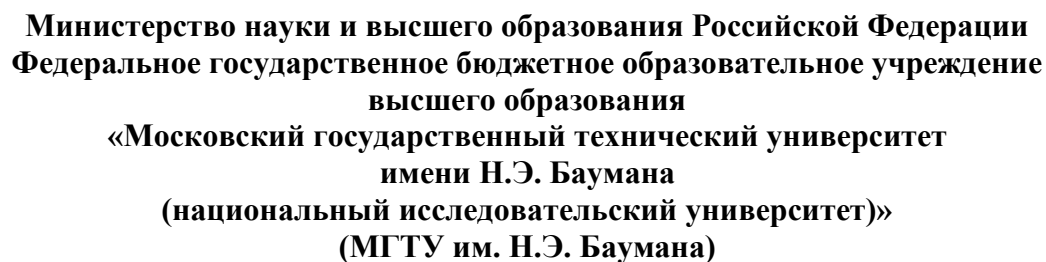 Министерство науки и высшего образования Российской Федерации
Федеральное государственное бюджетное образовательное учреждение
высшего образования
«Московский государственный технический университет
имени Н.Э. Баумана
(национальный исследовательский университет)»
(МГТУ им. Н.Э. Баумана)